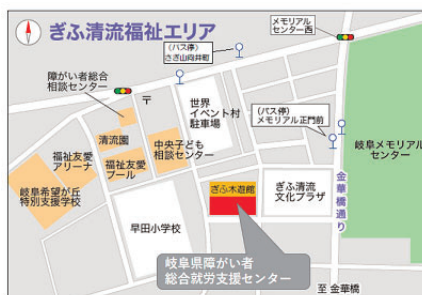 ぎふ清流福祉エリア
メモリアル
センター西
(バス停)
さぎ山向井町
障がい者総合
相談センター
〒
世界
イベント村
駐車場
(バス停)
メモリアル正門前
清流園
中央子ども
相談センター
福祉友愛
アリーナ
福祉友愛
プール
岐阜メモリアル
センター
岐阜希望が丘
特別支援学校
ぎふ木遊館
ぎふ清流
文化プラザ
金華橋通り
早田小学校
岐阜県障がい者
総合就労支援センター
至 金華橋